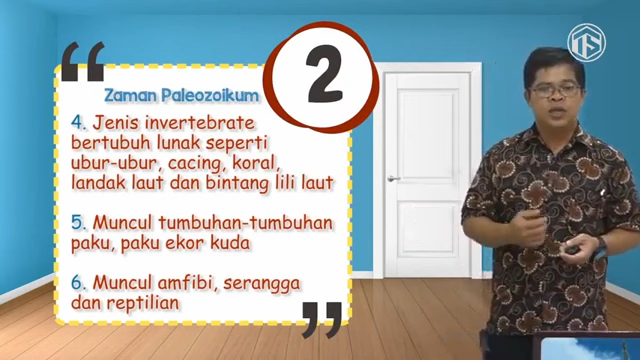 2
Zaman Paleozoikum
4. Jenis invertebrate
bertubuh lunak seperti
ubur-ubur, cacing, koral,
landak laut dan bintang lili laut
5. Muncul tumbuhan-tumbuhan
paku, paku ekor kuda
6. Muncul amfibi, serangga
dan reptilian
TS